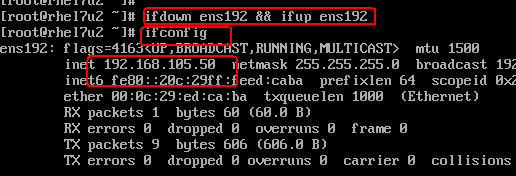 [root@rhel7u2 ~]#
[root@rhel7u2 ~]# ifdown ens192 && ifup ens192
[root@rhel7u2 ~]# ifconfig
ens192: flags=4163<UP,BROADCAST,RUNNING,MULTICAST>  mtu 1500
inet 192.168.105.50  netmask 255.255.255.0  broadcast 192
inet6 fe80::20c:29ff:feed:caba  prefixlen 64  scopeid 0x2
ether 00:0c:29:ed:ca:ba  txqueuelen 1000  (Ethernet)
RX packets 1  bytes 60 (60.0 B)
RX errors 0  dropped 0  overruns 0  frame 0
TX packets 9  bytes 606 (606.0 B)
TX errors 0  dropped 0 overruns 0  carrier 0  collisions